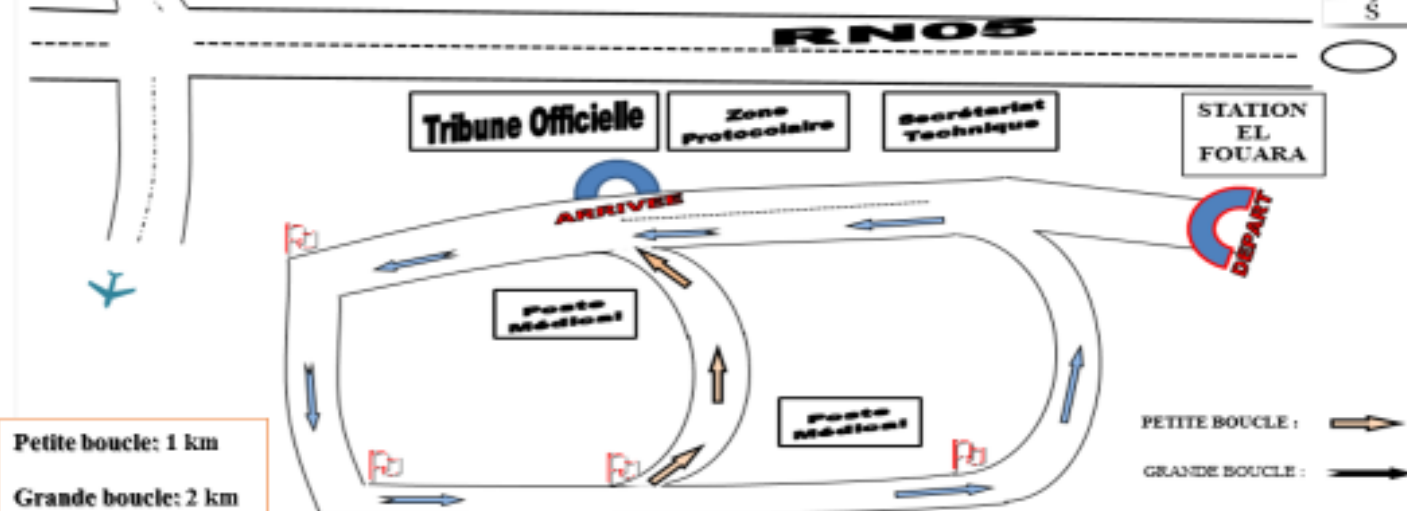 S
RN05
Tribune Officielle
Zone
Protocolaire
Secrétariat
Technique
STATION
EL
FOUARA
ARRIVEE
DEPART
Poste
Médical
Poste
Médical
PETITE BOUCLE :
GRANDE BOUCLE :
Petite boucle: 1 km
Grande boucle: 2 km